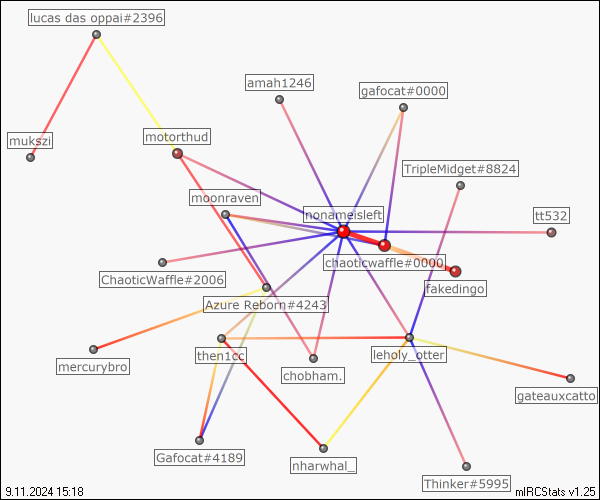 lucas das oppai#2396
amah1246
gafocat#0000
mukszi
motorthud
TripleMidget#8824
moonraven
nonameisleft
tt532
chaoticwaffle#0000
ChaoticWaffle#2006
fakedingo
Azure Reborn#4243
mercurybro
then1cc
leholy_otter
chobham.
gateauxcatto
Gafocat#4189
nharwhal_
Thinker#5995
9.11.2024 15:18
mIRCStats v1.25